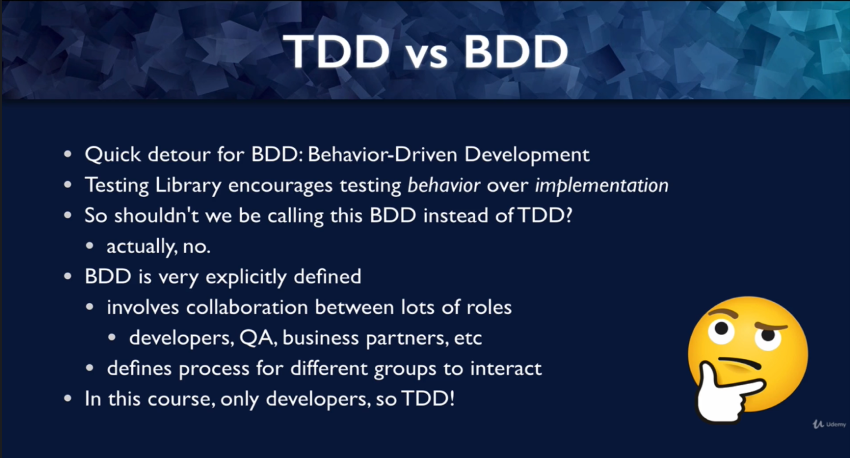 TDD vs BDD
Quick detour for BDD: Behavior-Driven Development
Testing Library encourages testing behavior over implementation
So shouldn't we be calling this BDD instead of TDD?
actually, no.
BDD is very explicitly defined
involves collaboration between lots of roles
developers, QA, business partners, etc
defines process for different groups to interact
In this course, only developers, so TDD!
Udemy